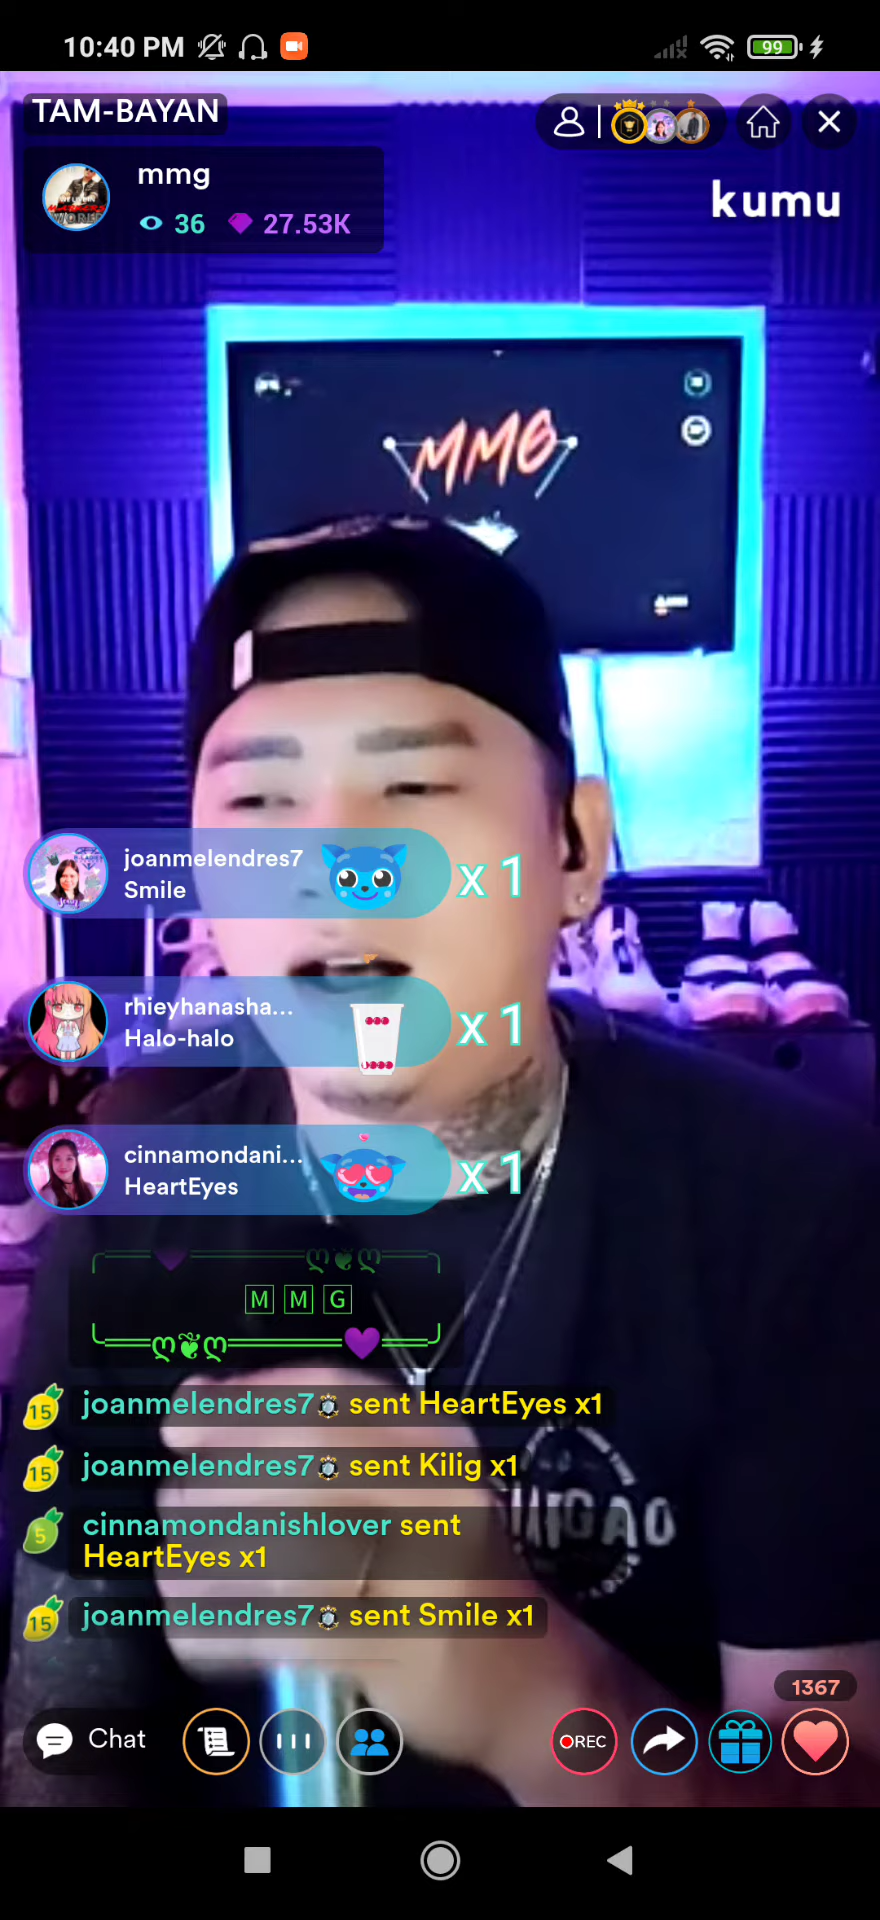 10:40 PM
99
TAM-BAYAN
mmg
36 27.53K
kumu
MMG
joanmelendres7
Smile
x 1
rhieyhanasha...
Halo-halo
x 1
cinnamondani...
HeartEyes
x 1
M M G
15 joanmelendres7 sent HeartEyes x1
15 joanmelendres7 sent Kilig x1
5 cinnamondanishlover sent
HeartEyes x1
15 joanmelendres7 sent Smile x1
1367
Chat
REC